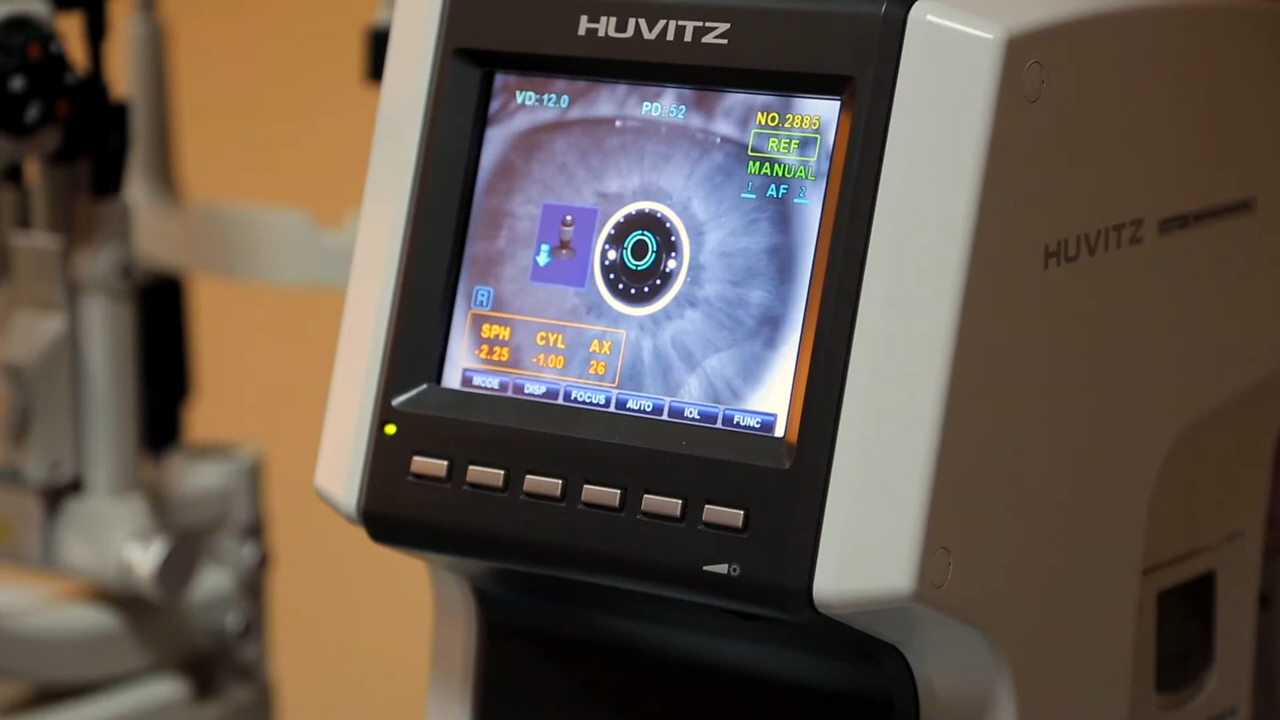 HUVITZ
VD:12.0 PD:52
NO.2885
REF
MANUAL
1 AF 2
R
SPH CYL AX
-2.25 -1.00 26
MODE DISP FOCUS AUTO IOL FUNC
HUVITZ